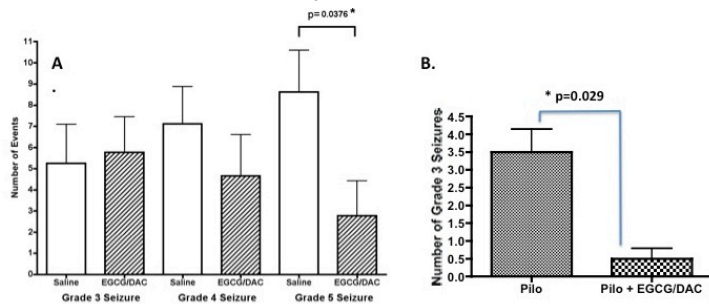 p= 0.0376 *
A
11
10
9
8
7
6
5
4
3
2
1
0
Number of Events
Saline EGCG/DAC Saline EGCG/DAC Saline EGCG/DAC
Grade 3 Seizure Grade 4 Seizure Grade 5 Seizure
B.
* p=0.029
4.5
4.0
3.5
3.0
2.5
2.0
1.5
1.0
0.5
0.0
Number of Grade 3 Seizures
Pilo Pilo + EGCG/DAC